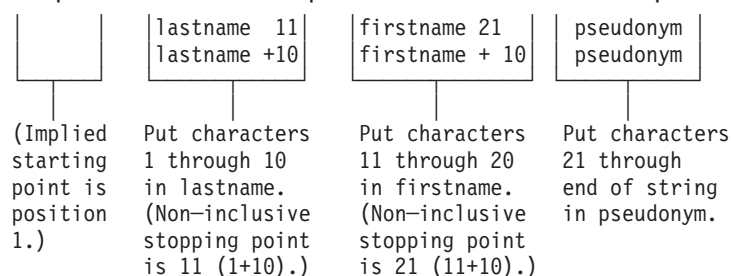 lastname 11 firstname 21 pseudonym
lastname +10 firstname + 10 pseudonym
(Implied starting point is position 1.)
Put characters 1 through 10 in lastname. (Non–inclusive stopping point is 11 (1+10).)
Put characters 11 through 20 in firstname. (Non–inclusive stopping point is 21 (11+10).)
Put characters 21 through end of string in pseudonym.